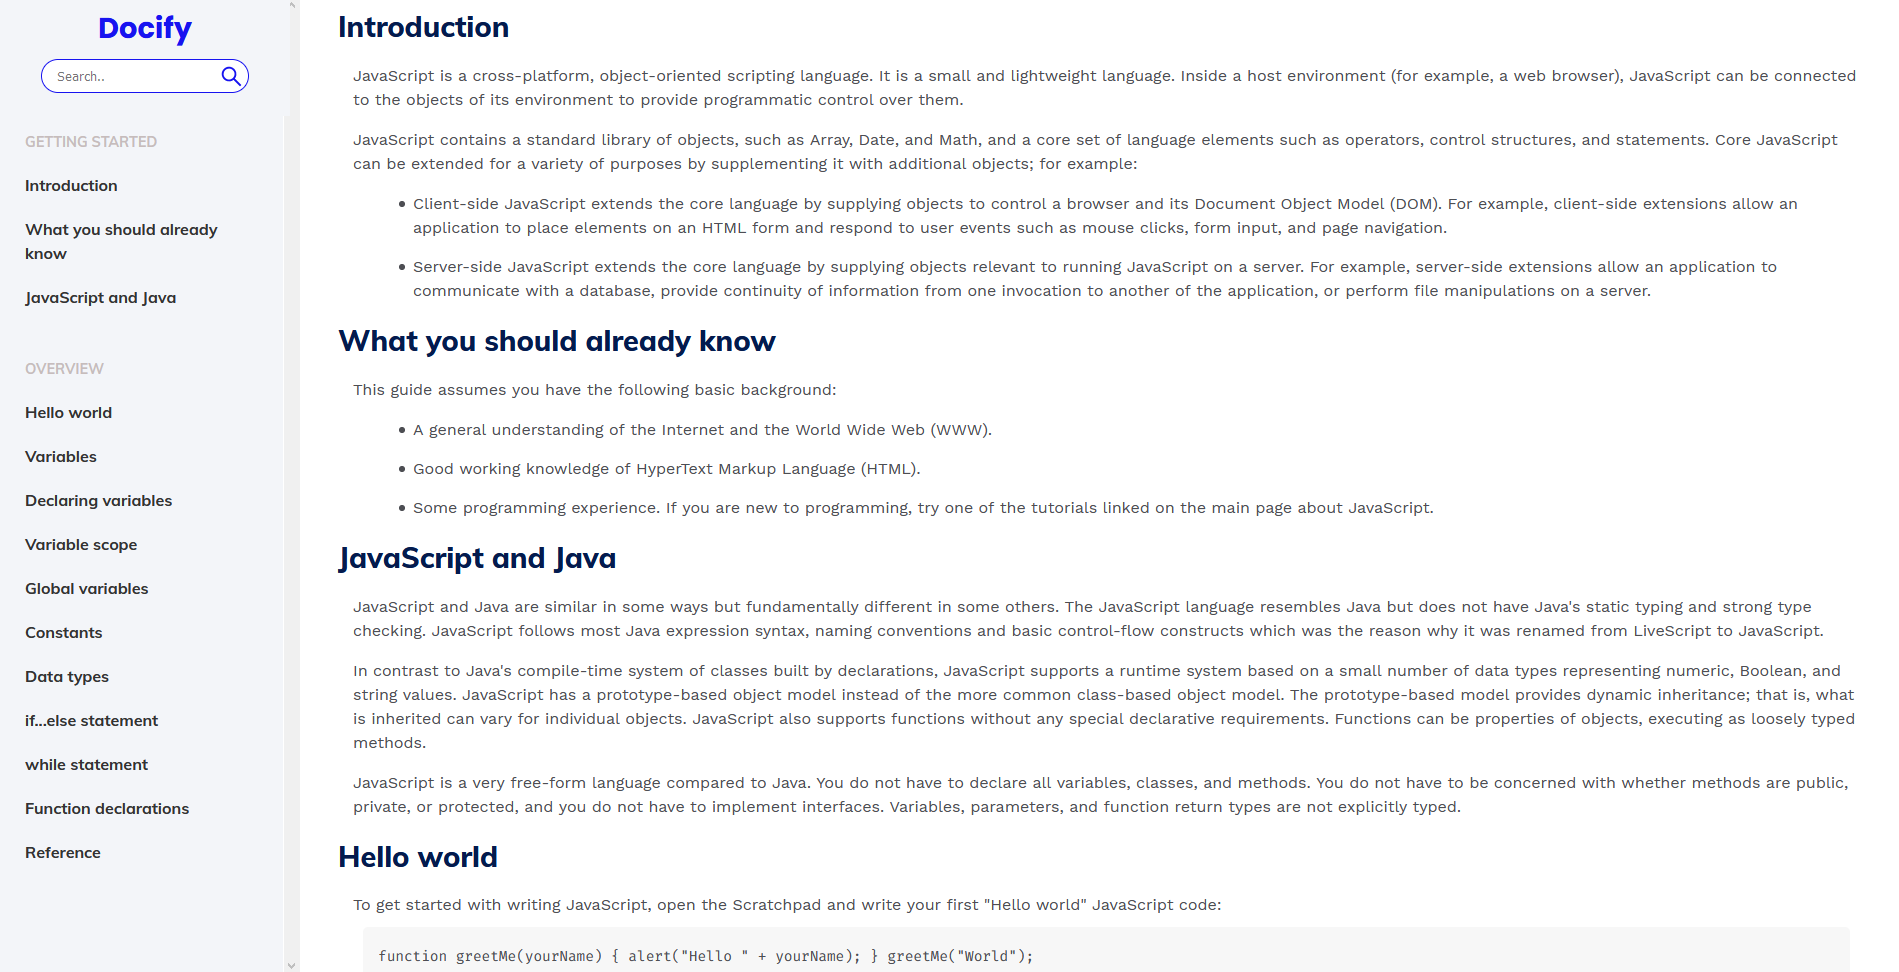 Docify
Search..
GETTING STARTED
Introduction
What you should already
know
JavaScript and Java
OVERVIEW
Hello world
Variables
Declaring variables
Variable scope
Global variables
Constants
Data types
if...else statement
while statement
Function declarations
Reference
Introduction
JavaScript is a cross-platform, object-oriented scripting language. It is a small and lightweight language. Inside a host environment (for example, a web browser), JavaScript can be connected
to the objects of its environment to provide programmatic control over them.
JavaScript contains a standard library of objects, such as Array, Date, and Math, and a core set of language elements such as operators, control structures, and statements. Core JavaScript
can be extended for a variety of purposes by supplementing it with additional objects; for example:
• Client-side JavaScript extends the core language by supplying objects to control a browser and its Document Object Model (DOM). For example, client-side extensions allow an
application to place elements on an HTML form and respond to user events such as mouse clicks, form input, and page navigation.
• Server-side JavaScript extends the core language by supplying objects relevant to running JavaScript on a server. For example, server-side extensions allow an application to
communicate with a database, provide continuity of information from one invocation to another of the application, or perform file manipulations on a server.
What you should already know
This guide assumes you have the following basic background:
• A general understanding of the Internet and the World Wide Web (WWW).
• Good working knowledge of HyperText Markup Language (HTML).
• Some programming experience. If you are new to programming, try one of the tutorials linked on the main page about JavaScript.
JavaScript and Java
JavaScript and Java are similar in some ways but fundamentally different in some others. The JavaScript language resembles Java but does not have Java's static typing and strong type
checking. JavaScript follows most Java expression syntax, naming conventions and basic control-flow constructs which was the reason why it was renamed from LiveScript to JavaScript.
In contrast to Java's compile-time system of classes built by declarations, JavaScript supports a runtime system based on a small number of data types representing numeric, Boolean, and
string values. JavaScript has a prototype-based object model instead of the more common class-based object model. The prototype-based model provides dynamic inheritance; that is, what
is inherited can vary for individual objects. JavaScript also supports functions without any special declarative requirements. Functions can be properties of objects, executing as loosely typed
methods.
JavaScript is a very free-form language compared to Java. You do not have to declare all variables, classes, and methods. You do not have to be concerned with whether methods are public,
private, or protected, and you do not have to implement interfaces. Variables, parameters, and function return types are not explicitly typed.
Hello world
To get started with writing JavaScript, open the Scratchpad and write your first "Hello world" JavaScript code:
function greetMe(yourName) { alert("Hello " + yourName); } greetMe("World");